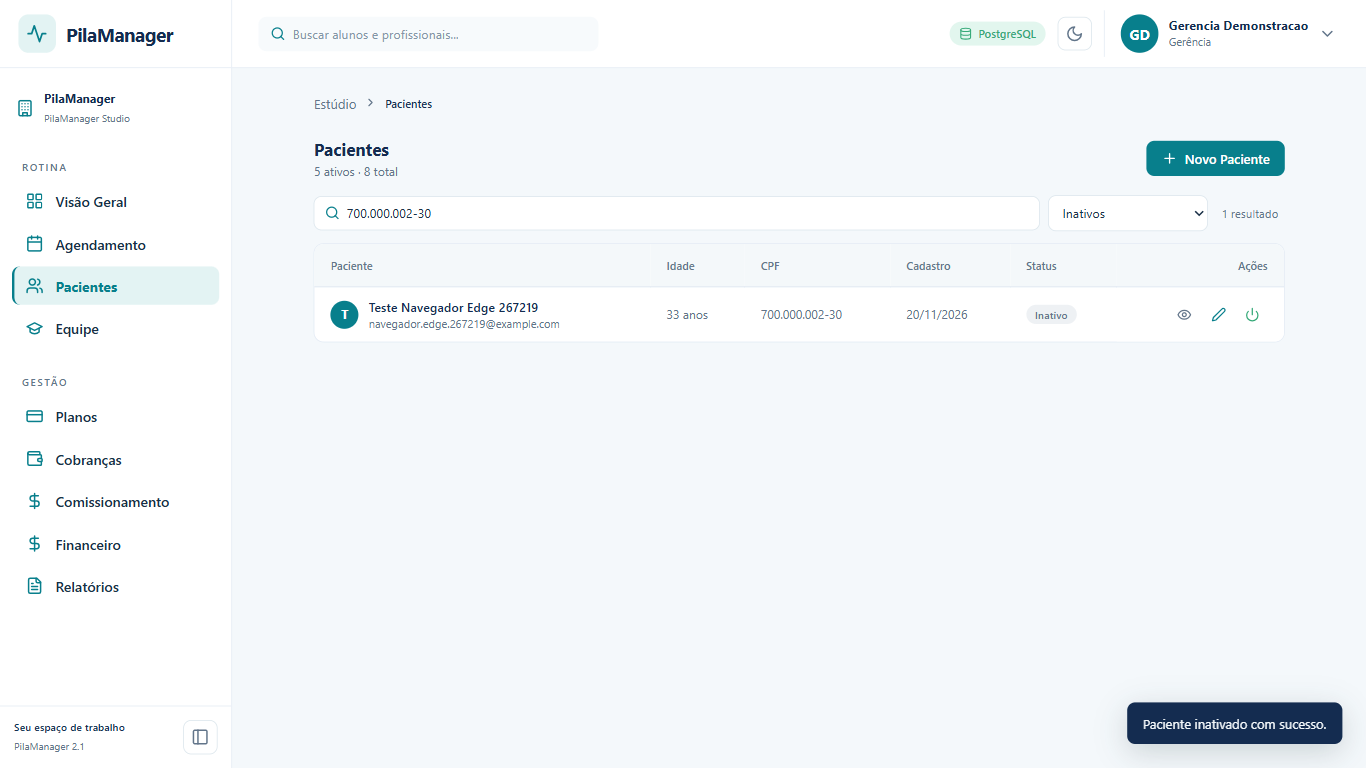 PilaManager
Buscar alunos e profissionais...
PostgreSQL
GD
Gerencia Demonstracao
Gerência
PilaManager
PilaManager Studio
ROTINA
Visão Geral
Agendamento
Pacientes
Equipe
GESTÃO
Planos
Cobranças
Comissionamento
Financeiro
Relatórios
Seu espaço de trabalho
PilaManager 2.1
Estúdio
Pacientes
Pacientes
5 ativos · 8 total
Novo Paciente
700.000.002-30
Inativos
1 resultado
Paciente Idade CPF Cadastro Status Ações
T
Teste Navegador Edge 267219
navegador.edge.267219@example.com
33 anos 700.000.002-30 20/11/2026 Inativo
Paciente inativado com sucesso.